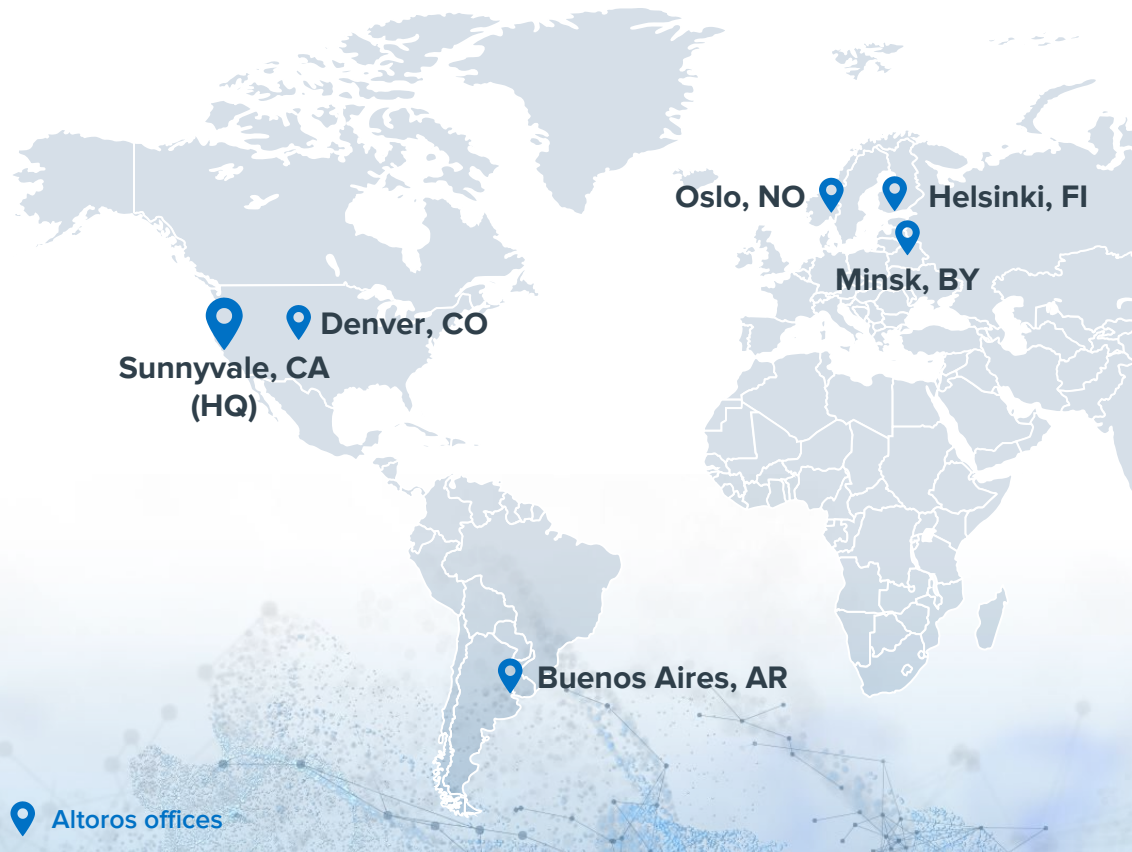 Oslo, NO
Helsinki, FI
Minsk, BY
Denver, CO
Sunnyvale, CA
(HQ)
Buenos Aires, AR
Altoros offices